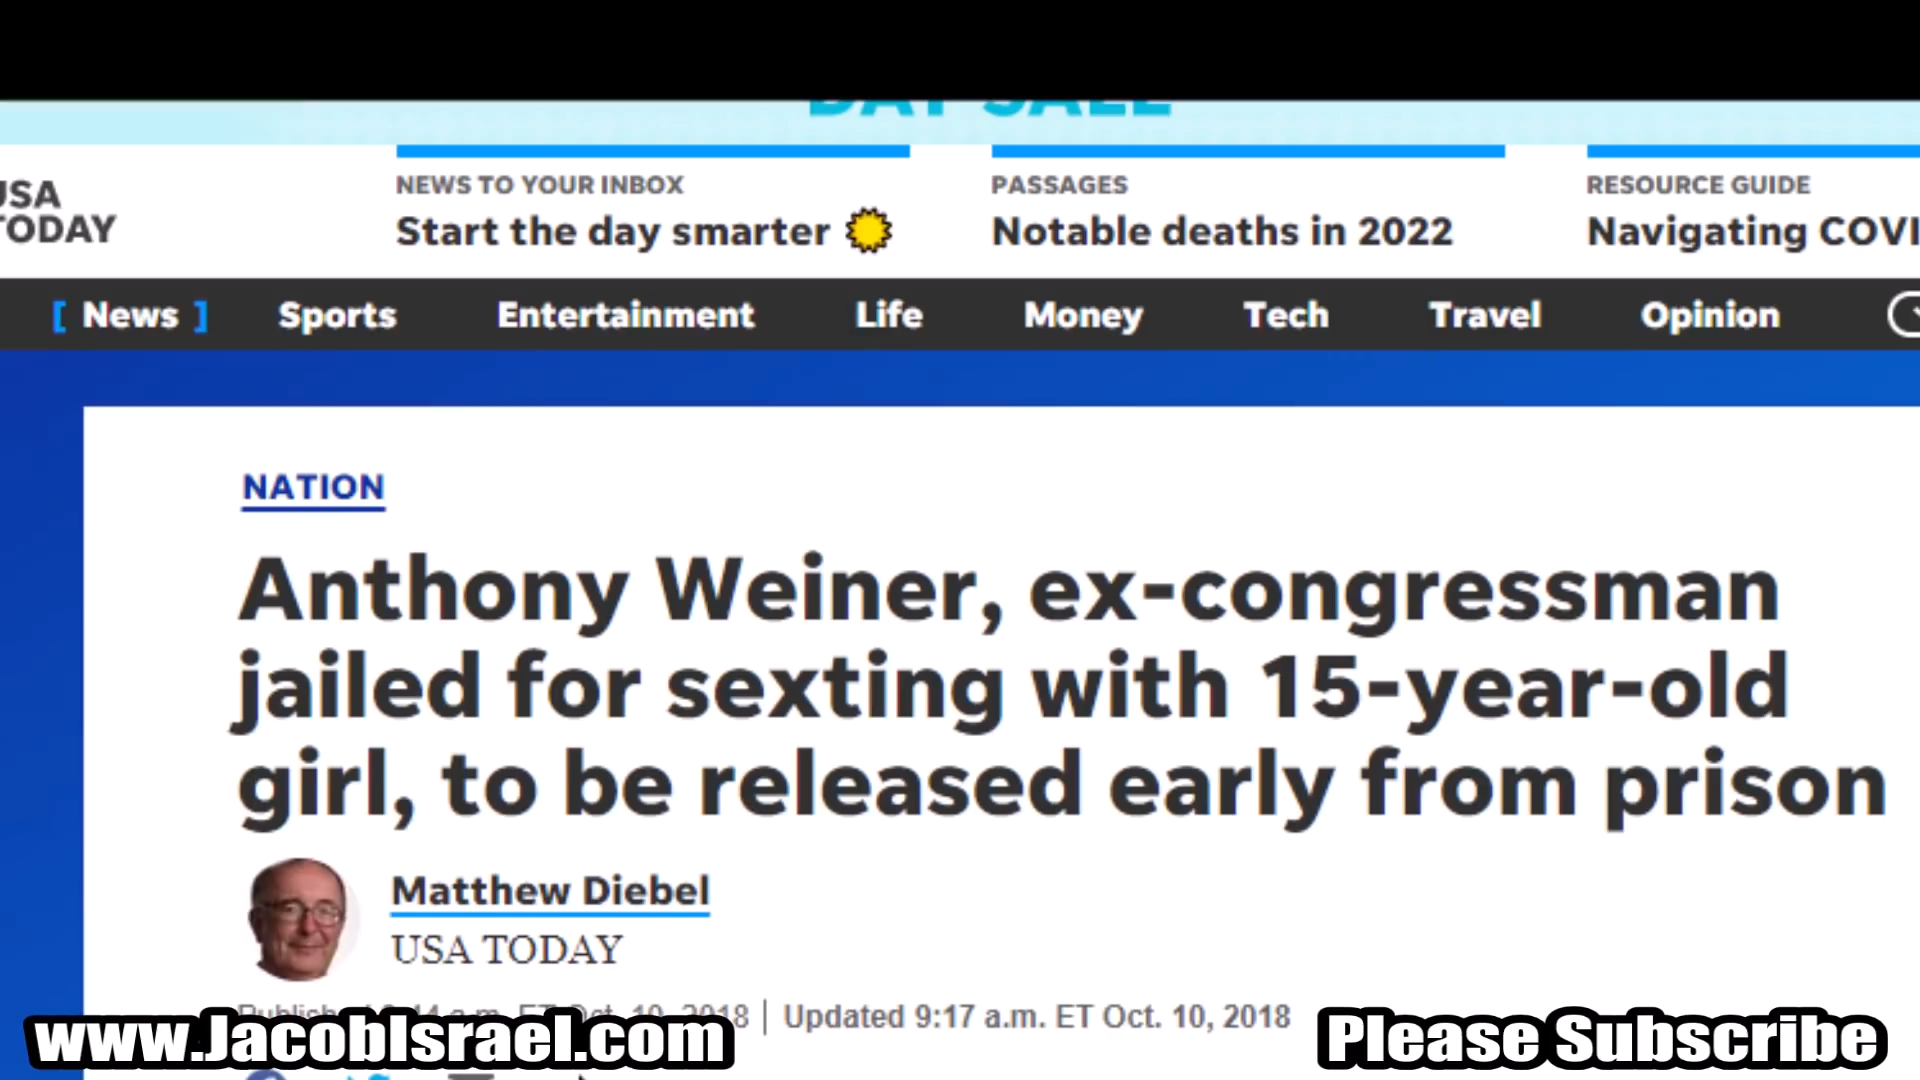 DAY SALE
USA
TODAY
NEWS TO YOUR INBOX
Start the day smarter
PASSAGES
Notable deaths in 2022
RESOURCE GUIDE
Navigating COVI
[ News ] Sports Entertainment Life Money Tech Travel Opinion
NATION
Anthony Weiner, ex-congressman
jailed for sexting with 15-year-old
girl, to be released early from prison
Matthew Diebel
USA TODAY
2018 | Updated 9:17 a.m. ET Oct. 10, 2018
www.JacobIsrael.com
Please Subscribe